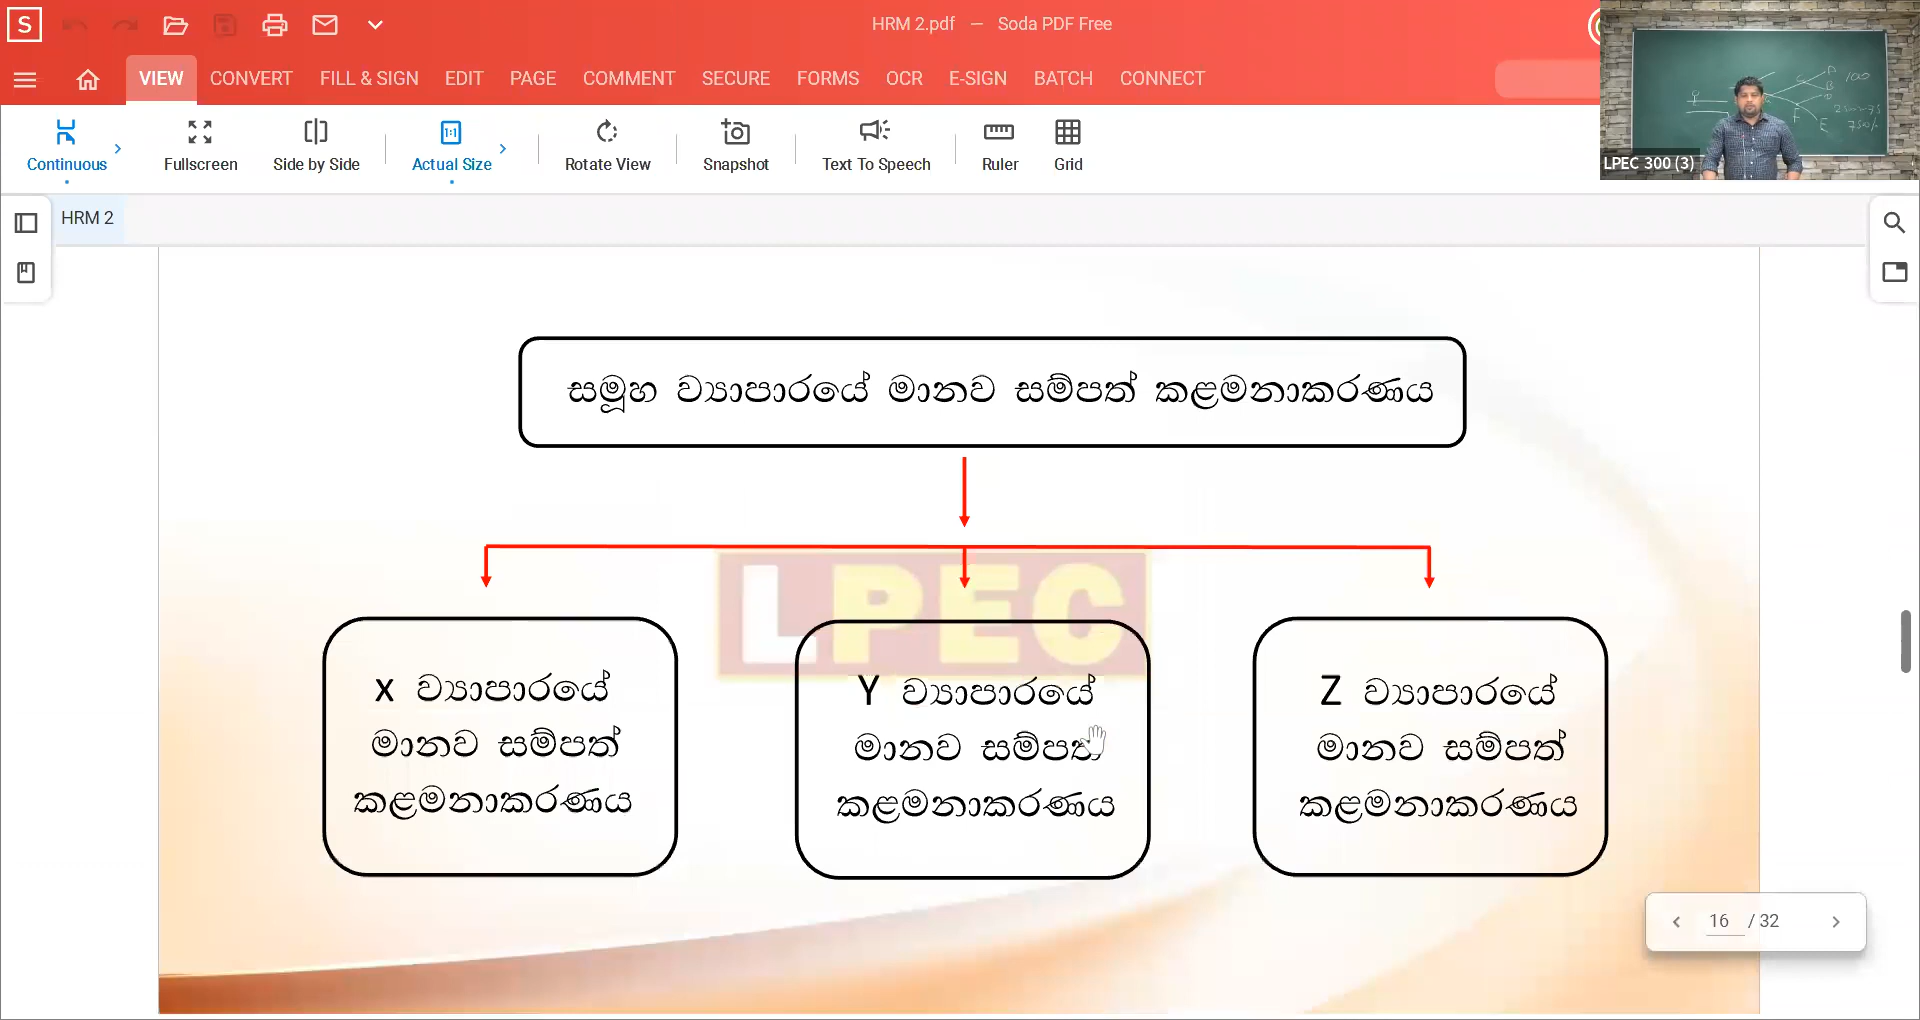 S
HRM 2.pdf — Soda PDF Free
VIEW CONVERT FILL & SIGN EDIT PAGE COMMENT SECURE FORMS OCR E-SIGN BATCH CONNECT
Continuous Fullscreen Side by Side Actual Size Rotate View Snapshot Text To Speech Ruler Grid
LPEC 300 (3)
HRM 2
සමූහ ව්‍යාපාරයේ මානව සම්පත් කළමනාකරණය
LPEC
X ව්‍යාපාරයේ
මානව සම්පත්
කළමනාකරණය
Y ව්‍යාපාරයේ
මානව සම්පත්
කළමනාකරණය
Z ව්‍යාපාරයේ
මානව සම්පත්
කළමනාකරණය
16 / 32